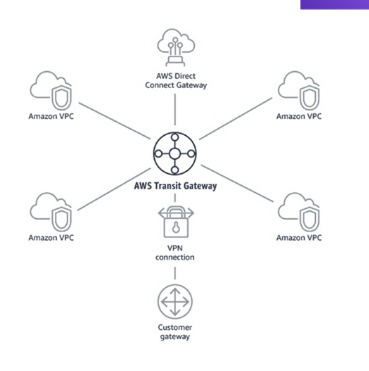 AWS Direct
Connect Gateway
Amazon VPC
Amazon VPC
AWS Transit Gateway
Amazon VPC
Amazon VPC
VPN
connection
Customer
gateway